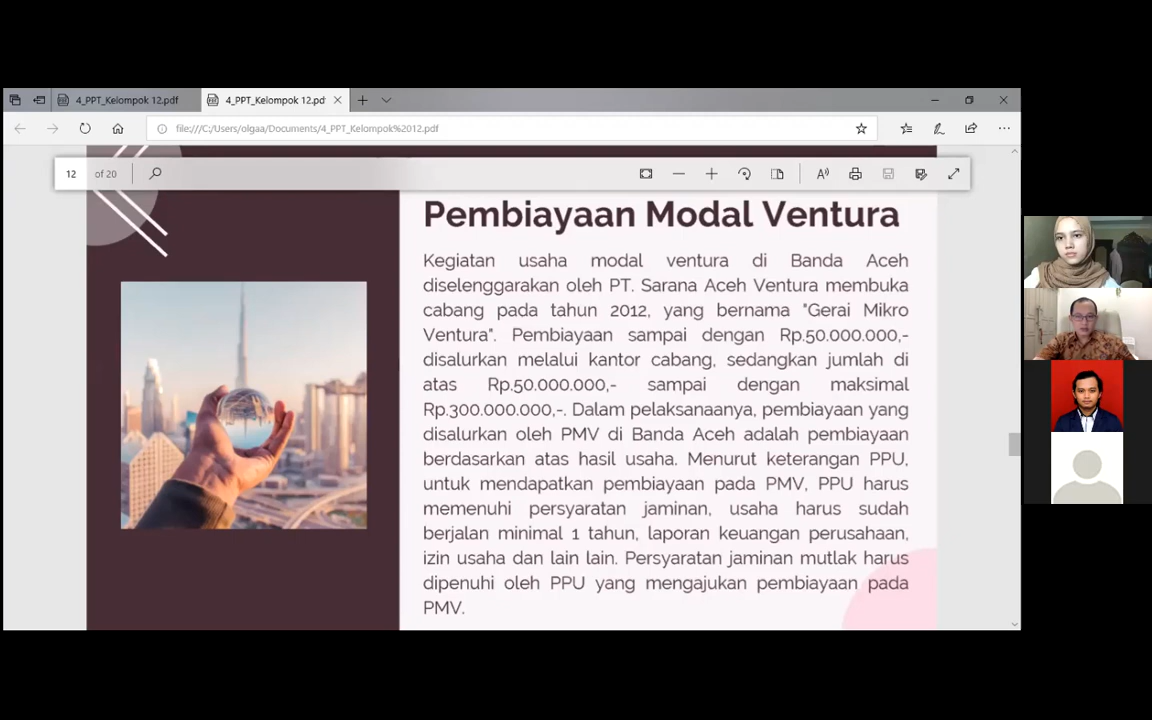 4_PPT_Kelompok 12.pdf
4_PPT_Kelompok 12.pdf
file:///C:/Users/olgaa/Documents/4_PPT_Kelompok%2012.pdf
12 of 20
Pembiayaan Modal Ventura
Kegiatan usaha modal ventura di Banda Aceh
diselenggarakan oleh PT. Sarana Aceh Ventura membuka
cabang pada tahun 2012, yang bernama "Gerai Mikro
Ventura". Pembiayaan sampai dengan Rp.50.000.000,-
disalurkan melalui kantor cabang, sedangkan jumlah di
atas Rp.50.000.000,- sampai dengan maksimal
Rp.300.000.000,-. Dalam pelaksanaanya, pembiayaan yang
disalurkan oleh PMV di Banda Aceh adalah pembiayaan
berdasarkan atas hasil usaha. Menurut keterangan PPU,
untuk mendapatkan pembiayaan pada PMV, PPU harus
memenuhi persyaratan jaminan, usaha harus sudah
berjalan minimal 1 tahun, laporan keuangan perusahaan,
izin usaha dan lain lain. Persyaratan jaminan mutlak harus
dipenuhi oleh PPU yang mengajukan pembiayaan pada
PMV.